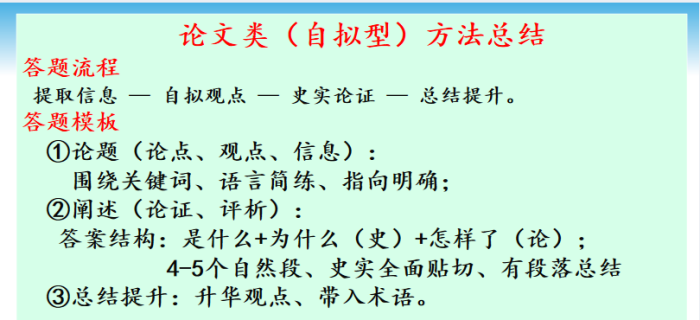 论文类（自拟型）方法总结
答题流程
提取信息 — 自拟观点 — 史实论证 — 总结提升。
答题模板
①论题（论点、观点、信息）：
围绕关键词、语言简练、指向明确；
②阐述（论证、评析）：
答案结构：是什么+为什么（史）+怎样了（论）；
4-5个自然段、史实全面贴切、有段落总结
③总结提升：升华观点、带入术语。